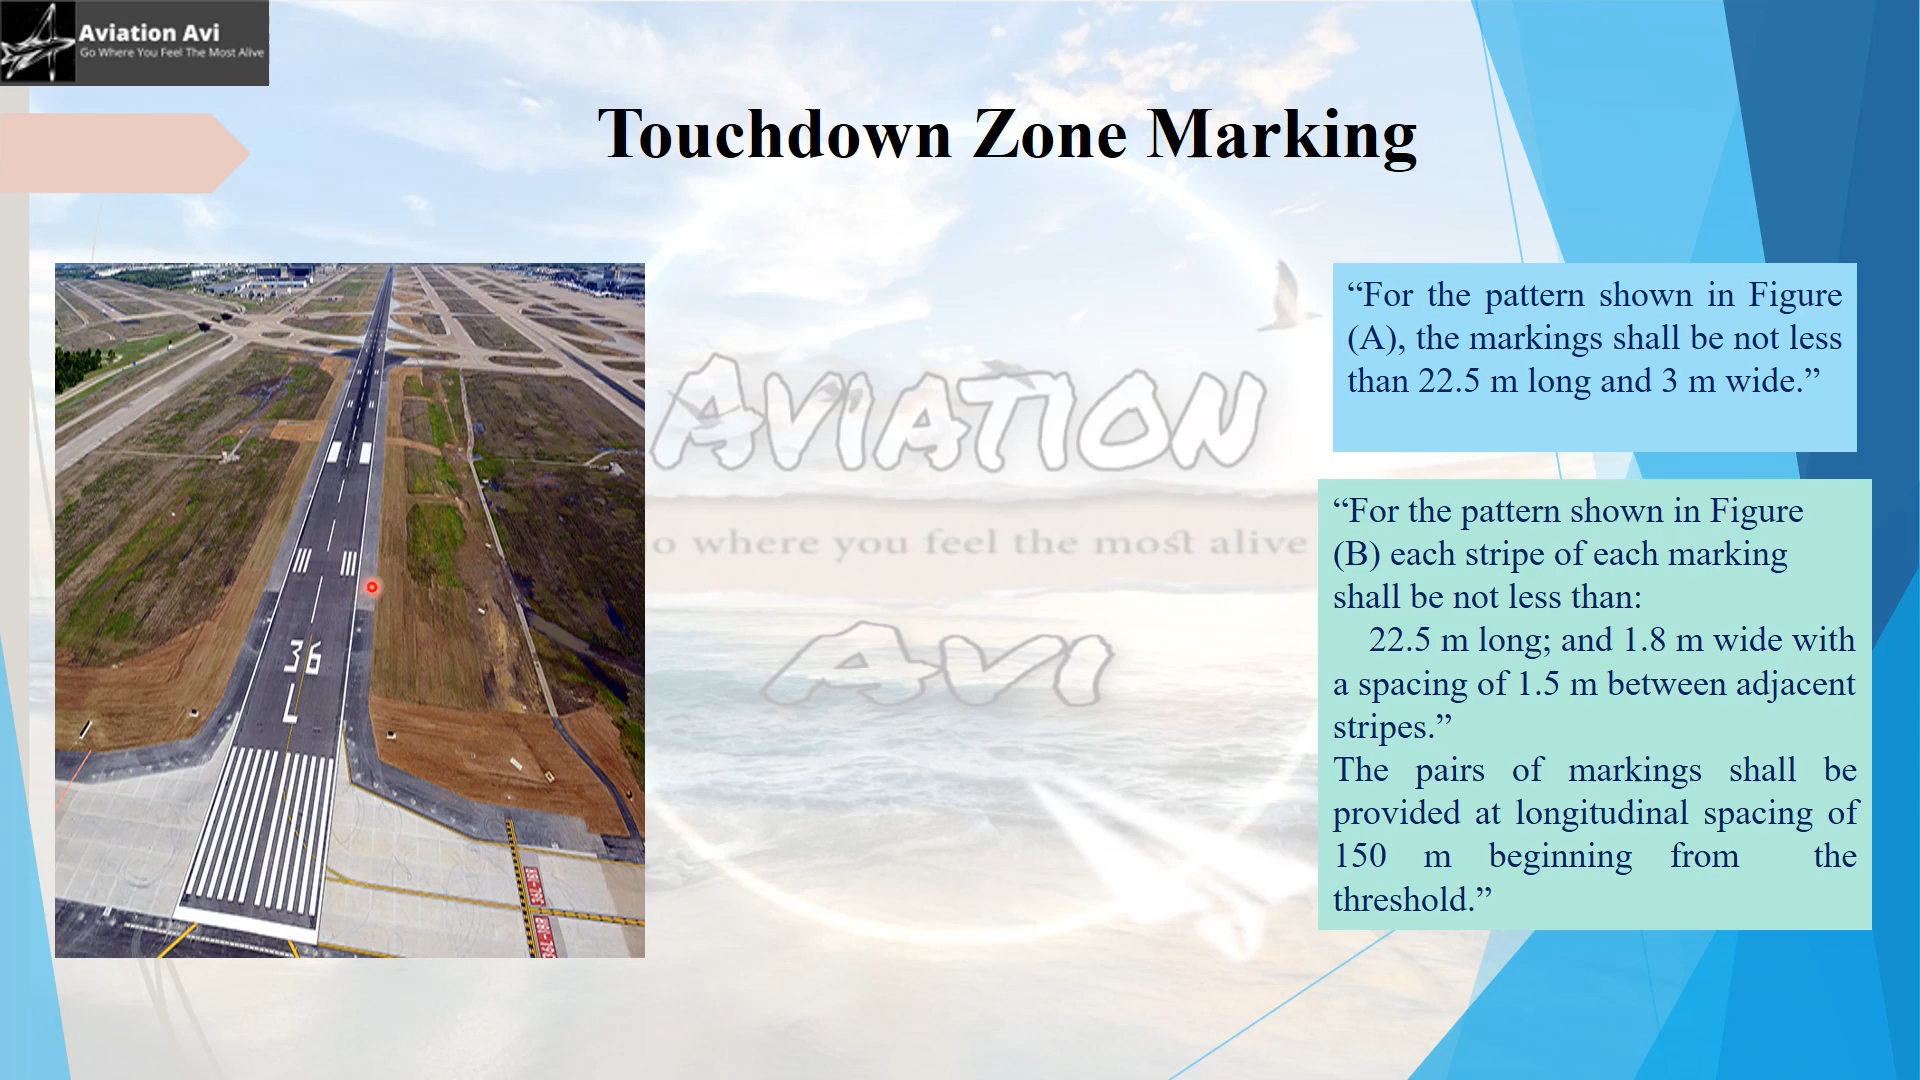 Aviation Avi
Go Where You Feel The Most Alive
Touchdown Zone Marking
“For the pattern shown in Figure
(A), the markings shall be not less
than 22.5 m long and 3 m wide.”
AVIATION
o where you feel the most alive
AVI
“For the pattern shown in Figure
(B) each stripe of each marking
shall be not less than:
22.5 m long; and 1.8 m wide with
a spacing of 1.5 m between adjacent
stripes.”
The pairs of markings shall be
provided at longitudinal spacing of
150 m beginning from the
threshold.”
36
L